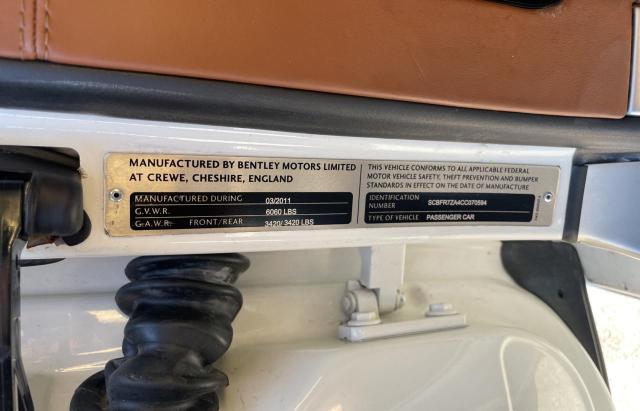 MANUFACTURED BY BENTLEY MOTORS LIMITED
AT CREWE, CHESHIRE, ENGLAND
MANUFACTURED DURING 03/2011
G.V.W.R. 6060 LBS
G.A.W.R. FRONT/REAR 3420/3420 LBS
THIS VEHICLE CONFORMS TO ALL APPLICABLE FEDERAL
MOTOR VEHICLE SAFETY, THEFT PREVENTION AND BUMPER
STANDARDS IN EFFECT ON THE DATE OF MANUFACTURE
IDENTIFICATION
NUMBER SCBFR7ZA4CC070594
TYPE OF VEHICLE PASSENGER CAR